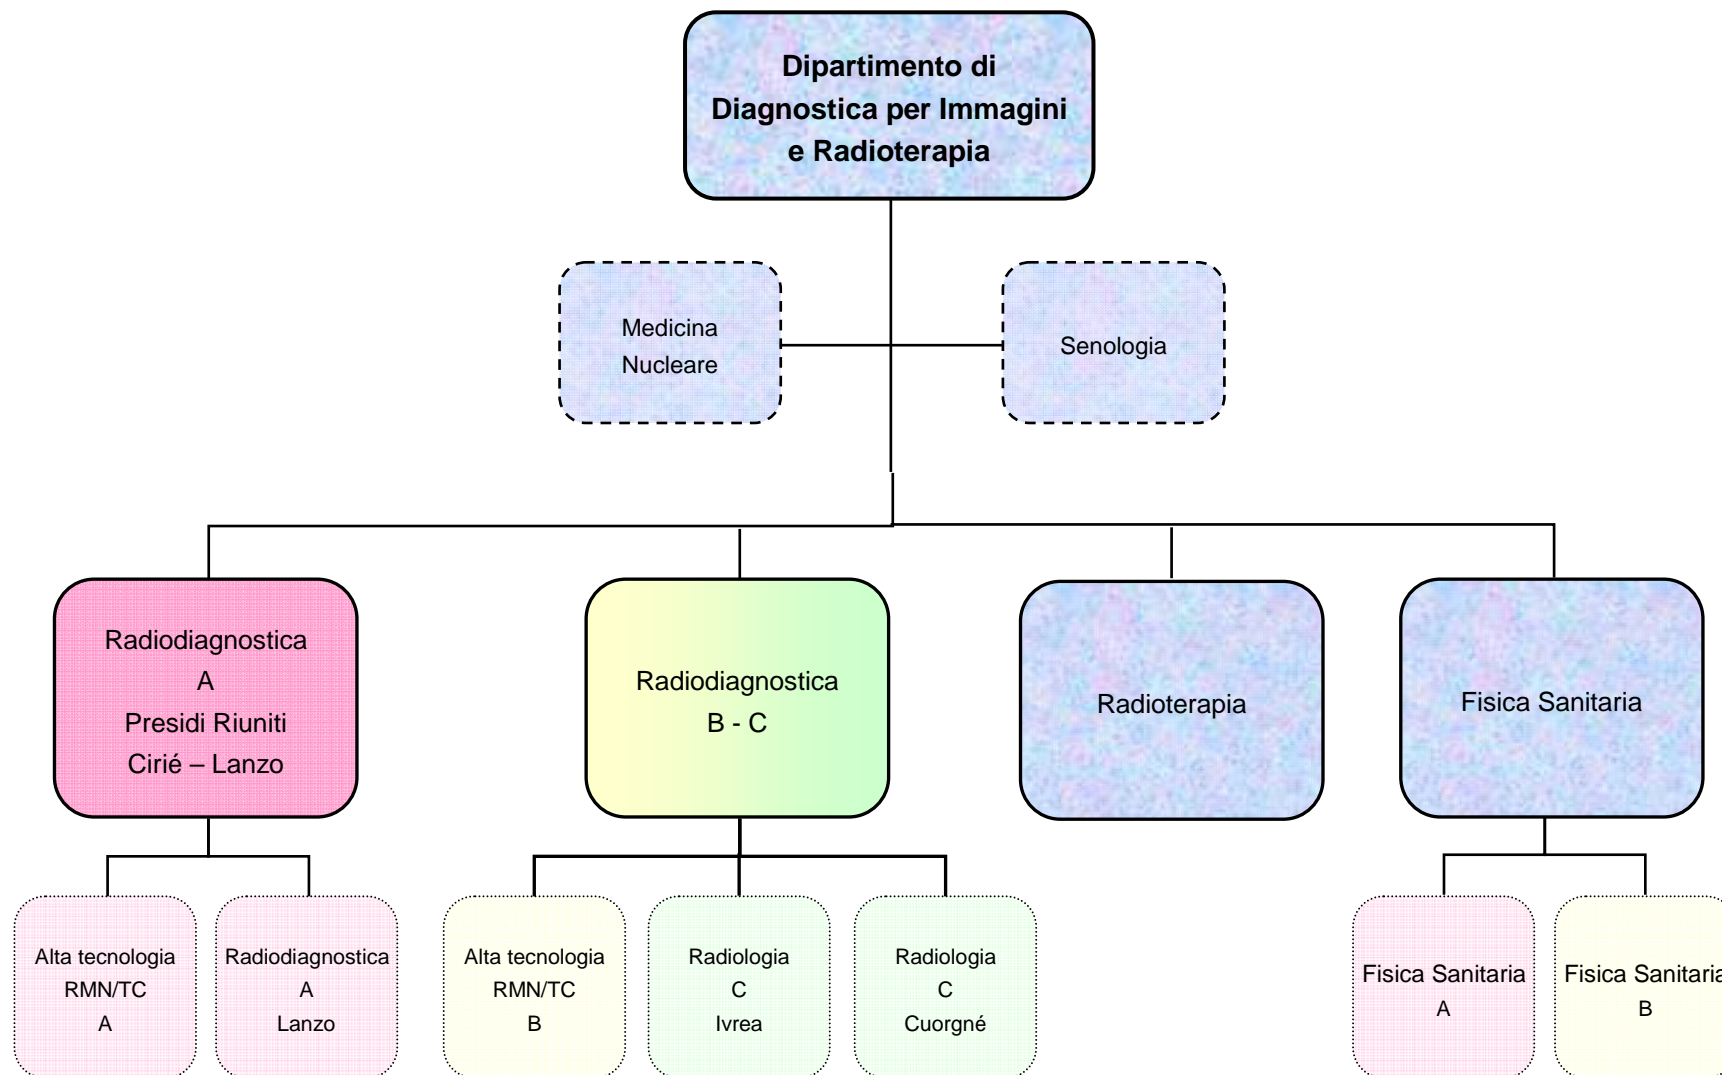 Dipartimento di
Diagnostica per Immagini
e Radioterapia
Medicina
Nucleare
Senologia
Radiodiagnostica
A
Presidi Riuniti
Cirié – Lanzo
Radiodiagnostica
B - C
Radioterapia
Fisica Sanitaria
Alta tecnologia
RMN/TC
A
Radiodiagnostica
A
Lanzo
Alta tecnologia
RMN/TC
B
Radiologia
C
Ivrea
Radiologia
C
Cuorgné
Fisica Sanitaria
A
Fisica Sanitaria
B